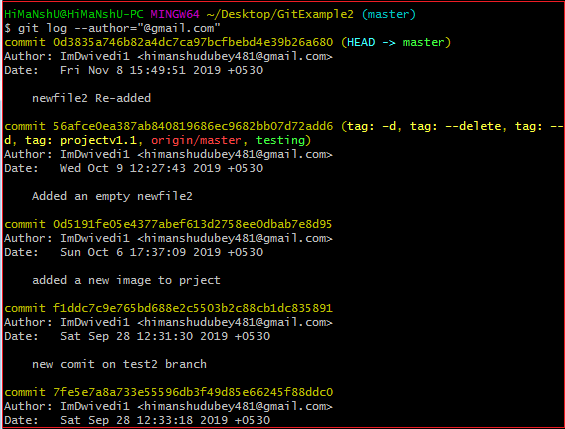 HiMaNshU@HiMaNshU-PC MINGW64 ~/Desktop/GitExample2 (master)
$ git log --author="@gmail.com"
commit 0d3835a746b82a4dc7ca97bcfbebd4e39b26a680 (HEAD -> master)
Author: ImDwivedi1 <himanshudubey481@gmail.com>
Date:   Fri Nov 8 15:49:51 2019 +0530

    newfile2 Re-added

commit 56afce0ea387ab840819686ec9682bb07d72add6 (tag: -d, tag: --delete, tag: --
d, tag: projectv1.1, origin/master, testing)
Author: ImDwivedi1 <himanshudubey481@gmail.com>
Date:   Wed Oct 9 12:27:43 2019 +0530

    Added an empty newfile2

commit 0d5191fe05e4377abef613d2758ee0dbab7e8d95
Author: ImDwivedi1 <himanshudubey481@gmail.com>
Date:   Sun Oct 6 17:37:09 2019 +0530

    added a new image to prject

commit f1ddc7c9e765bd688e2c5503b2c88cb1dc835891
Author: ImDwivedi1 <himanshudubey481@gmail.com>
Date:   Sat Sep 28 12:31:30 2019 +0530

    new comit on test2 branch

commit 7fe5e7a8a733e55596db3f49d85e66245f88ddc0
Author: ImDwivedi1 <himanshudubey481@gmail.com>
Date:   Sat Sep 28 12:33:18 2019 +0530